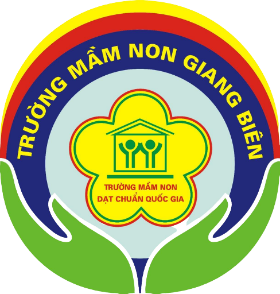 TRƯỜNG MẦM NON GIANG BIÊN
TRƯỜNG MẦM NON
ĐẠT CHUẨN QUỐC GIA